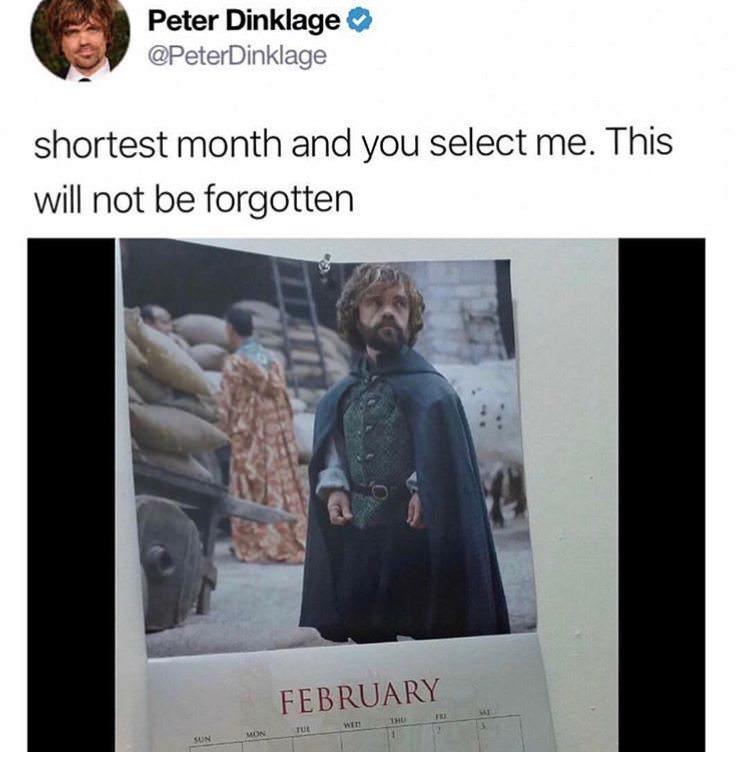 Peter Dinklage
@PeterDinklage
shortest month and you select me. This
will not be forgotten
FEBRUARY
SUN MON TUE WED THU FRI SAT
1 2 3